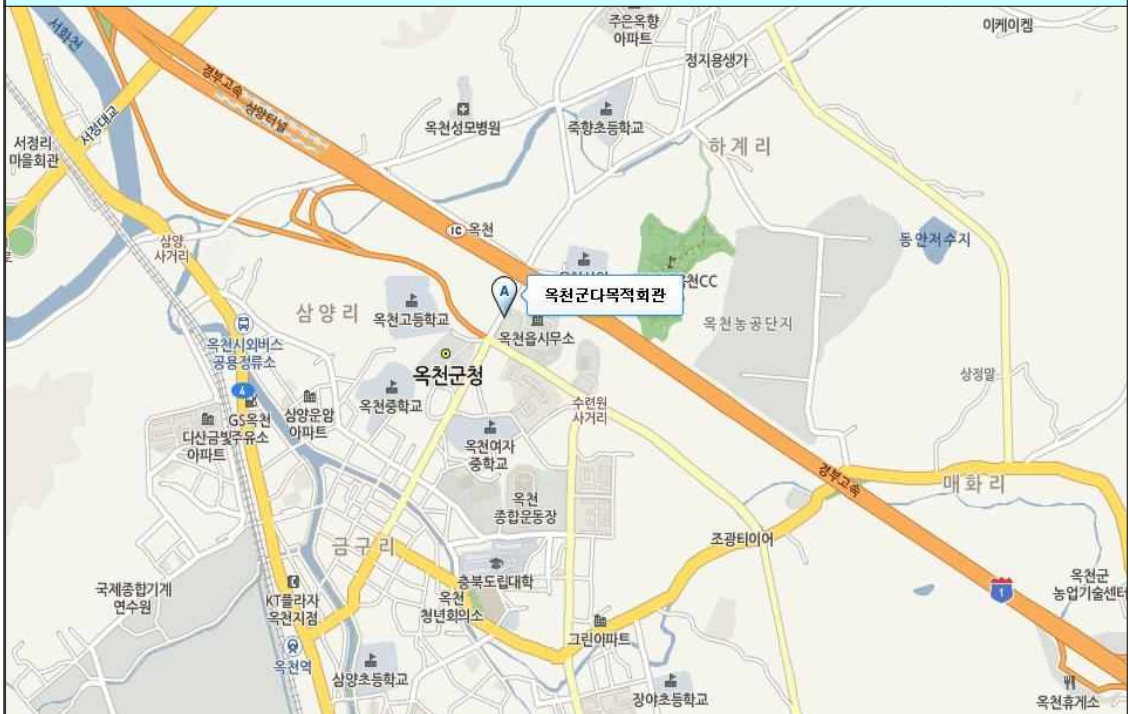 서화천
주은옥향
아파트
이케이켐
정지용생가
경부고속
삼양터널
서정대교
옥천성모병원
죽향초등학교
서정리
마을회관
하계리
삼양
사거리
IC 옥천
동안저수지
A
옥천군다목적회관
천CC
삼양리
옥천고등학교
옥천읍사무소
옥천농공단지
옥천시외버스
공용정류소
옥천군청
상정말
4
GS옥천
주유소
삼양운암
아파트
옥천중학교
수련원
사거리
다산금빛
아파트
옥천여자
중학교
경부고속
매화리
옥천
종합운동장
금구리
조광타이어
국제종합기계
연수원
KT플라자
옥천지점
충북도립대학
옥천
청년회의소
1
옥천군
농업기술센터
그린아파트
옥천역
삼양초등학교
장야초등학교
옥천휴게소